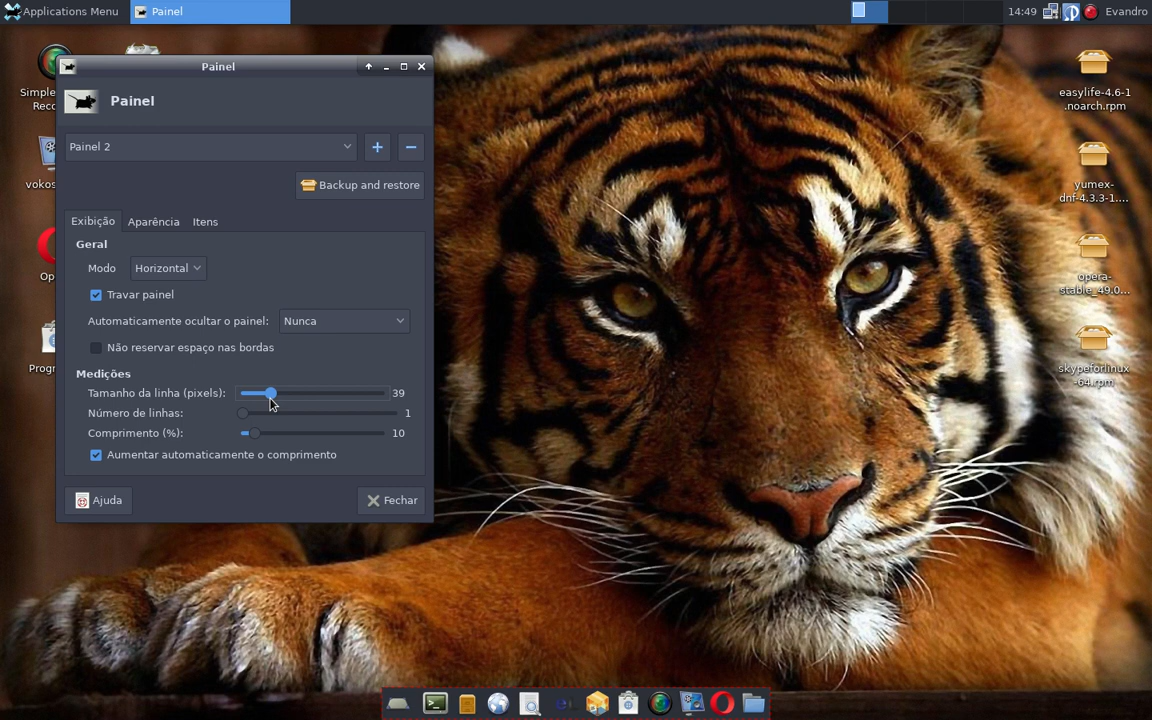 Applications Menu
Painel
14:49
Evandro
Simple
Reco
vokos
Op
Progr
Painel
Painel
Painel 2
+
−
Backup and restore
Exibição
Aparência
Itens
Geral
Modo
Horizontal
Travar painel
Automaticamente ocultar o painel:
Nunca
Não reservar espaço nas bordas
Medições
Tamanho da linha (pixels):
39
Número de linhas:
1
Comprimento (%):
10
Aumentar automaticamente o comprimento
Ajuda
Fechar
easylife-4.6-1
.noarch.rpm
yumex-
dnf-4.3.3-1....
opera-
stable_49.0...
skypeforlinux
-64.rpm